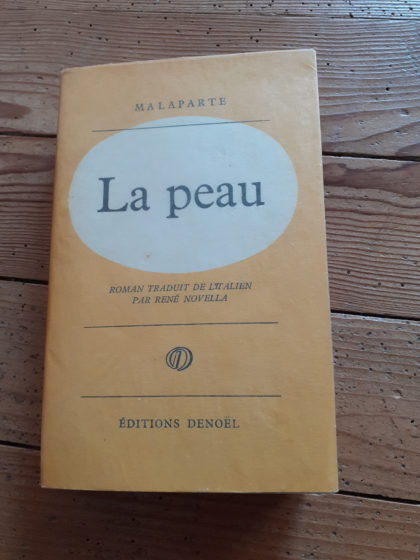 MALAPARTE
La peau
ROMAN TRADUIT DE L'ITALIEN
PAR RENÉ NOVELLA
ÉDITIONS DENOËL